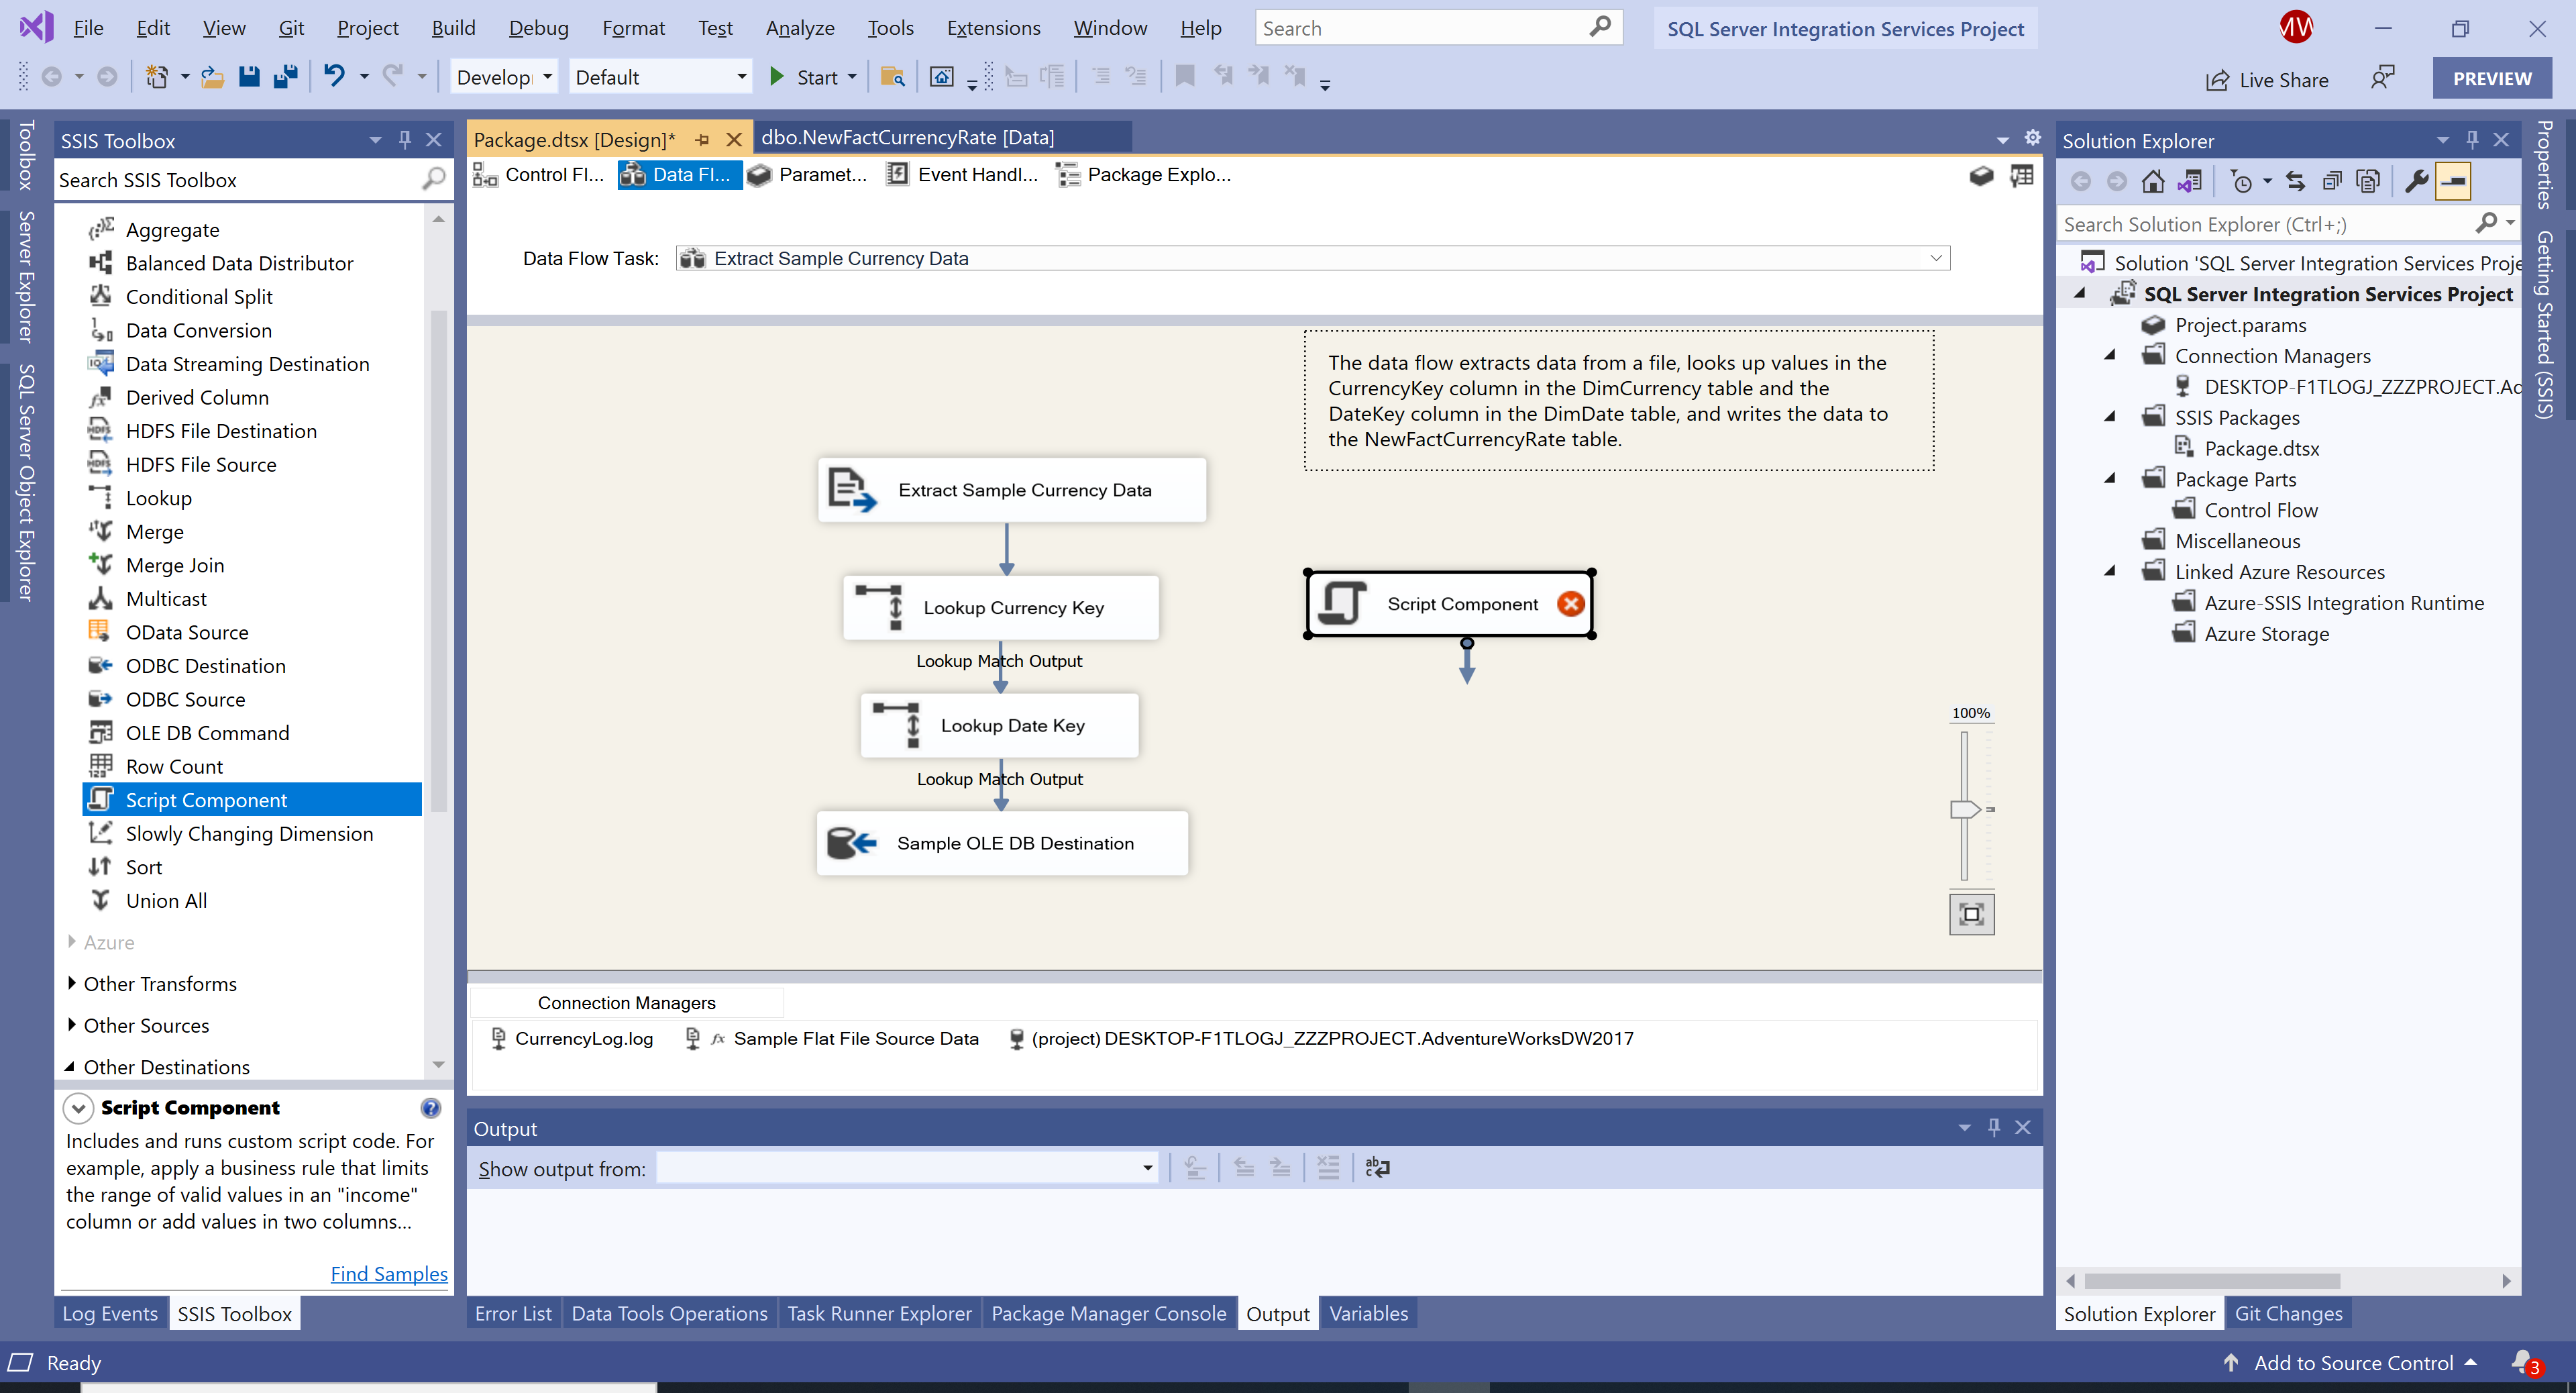 File Edit View Git Project Build Debug Format Test Analyze Tools Extensions Window Help Search SQL Server Integration Services Project
Develop Default Start Live Share PREVIEW
Toolbox
Server Explorer
SQL Server Object Explorer
SSIS Toolbox
Search SSIS Toolbox
Aggregate
Balanced Data Distributor
Conditional Split
Data Conversion
Data Streaming Destination
Derived Column
HDFS File Destination
HDFS File Source
Lookup
Merge
Merge Join
Multicast
OData Source
ODBC Destination
ODBC Source
OLE DB Command
Row Count
Script Component
Slowly Changing Dimension
Sort
Union All
Azure
Other Transforms
Other Sources
Other Destinations
Script Component
Includes and runs custom script code. For
example, apply a business rule that limits
the range of valid values in an "income"
column or add values in two columns...
Find Samples
Log Events SSIS Toolbox
Package.dtsx [Design]* dbo.NewFactCurrencyRate [Data]
Control Fl... Data Fl... Paramet... Event Handl... Package Explo...
Data Flow Task: Extract Sample Currency Data
The data flow extracts data from a file, looks up values in the
CurrencyKey column in the DimCurrency table and the
DateKey column in the DimDate table, and writes the data to
the NewFactCurrencyRate table.
Extract Sample Currency Data
Lookup Currency Key
Lookup Match Output
Lookup Date Key
Lookup Match Output
Sample OLE DB Destination
Script Component
100%
Connection Managers
CurrencyLog.log fx Sample Flat File Source Data (project) DESKTOP-F1TLOGJ_ZZZPROJECT.AdventureWorksDW2017
Output
Show output from:
Error List Data Tools Operations Task Runner Explorer Package Manager Console Output Variables
Solution Explorer
Search Solution Explorer (Ctrl+;)
Solution 'SQL Server Integration Services Proje
SQL Server Integration Services Project
Project.params
Connection Managers
DESKTOP-F1TLOGJ_ZZZPROJECT.Ad
SSIS Packages
Package.dtsx
Package Parts
Control Flow
Miscellaneous
Linked Azure Resources
Azure-SSIS Integration Runtime
Azure Storage
Solution Explorer Git Changes
Properties
Getting Started (SSIS)
Ready Add to Source Control 3